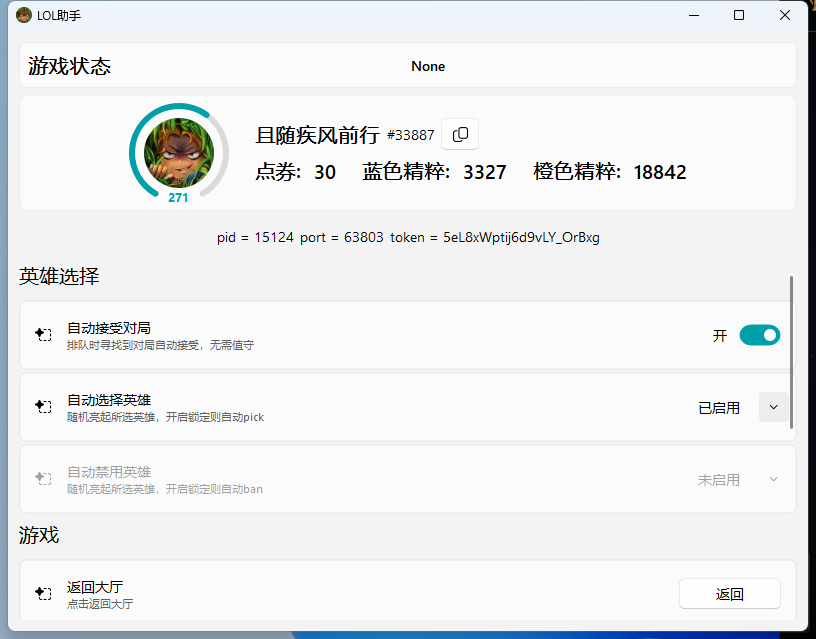 LOL助手
游戏状态 None
且随疾风前行 #33887
点券: 30 蓝色精粹: 3327 橙色精粹: 18842
271
pid = 15124 port = 63803 token = 5eL8xWptij6d9vLY_OrBxg
英雄选择
自动接受对局 开
排队时寻找到对局自动接受，无需值守
自动选择英雄 已启用
随机亮起所选英雄，开启锁定则自动pick
自动禁用英雄 未启用
随机亮起所选英雄，开启锁定则自动ban
游戏
返回大厅 返回
点击返回大厅